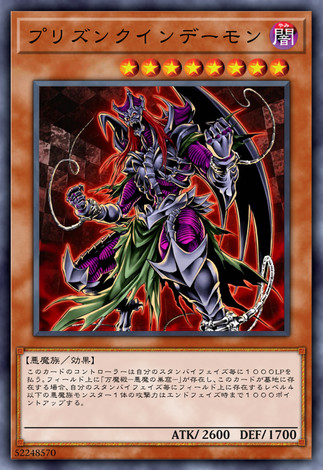 プリズンクインデーモン
闇
やみ
【悪魔族/効果】
このカードのコントローラーは自分のスタンバイフェイズ毎に1000LPを
払う。フィールド上に「万魔殿-悪魔の巣窟-」が存在し、このカードが墓地に存
在する場合、自分のスタンバイフェイズ毎にフィールド上に存在するレベル4
以下の悪魔族モンスター1体の攻撃力はエンドフェイズ時まで1000ポ
イントアップする。
ATK/ 2600 DEF/1700
52248570